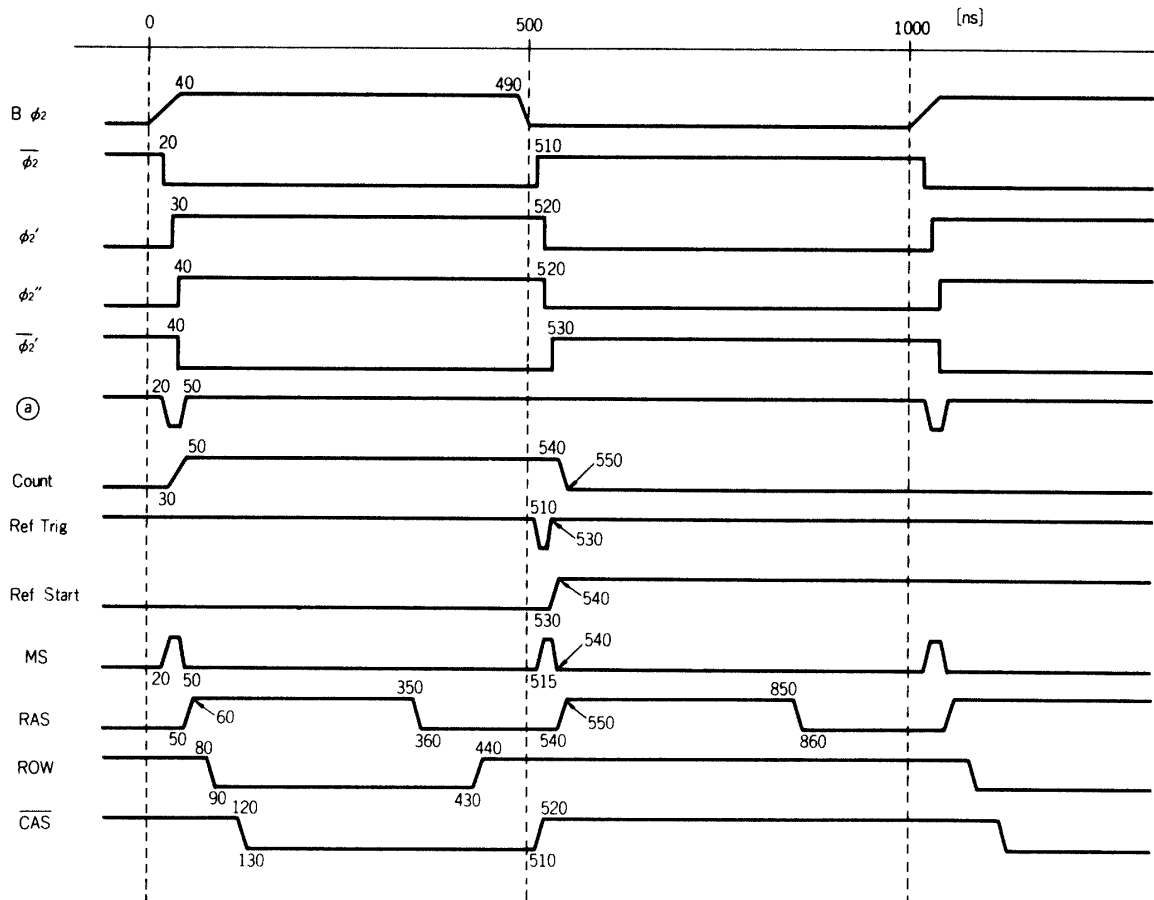 0 500 1000 [ns]
B φ₂ 40 490
φ₂‾ 20 510
φ₂' 30 520
φ₂" 40 520
φ₂‾' 40 530
ⓐ 20 50
Count 50 540 550
30
Ref Trig 510 530
Ref Start 540
530
MS 540
20 50 515
RAS 350 850
60 550
50 360 540 860
ROW 80 440
90 430
C̅A̅S̅ 120 520
130 510